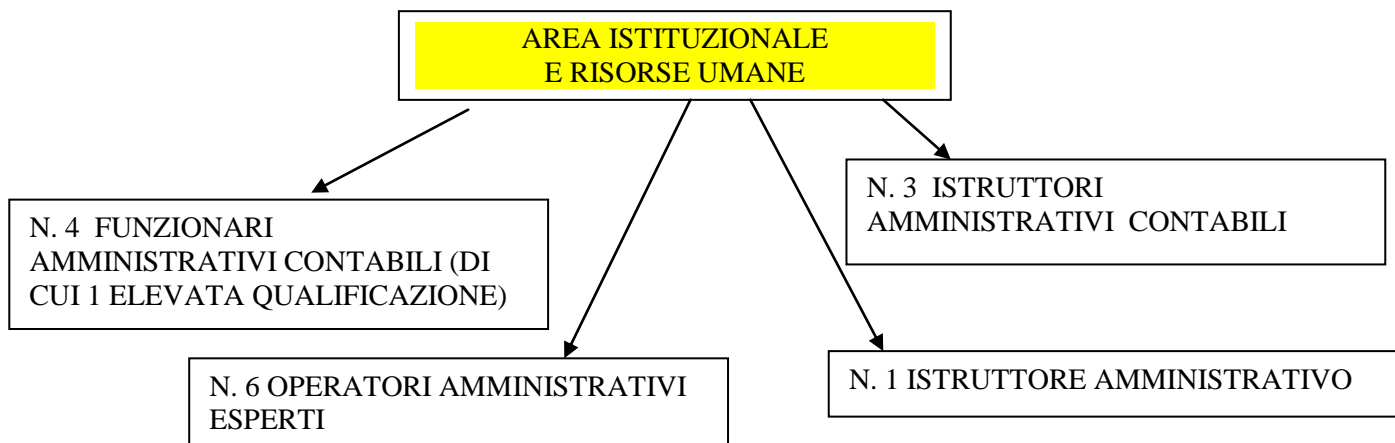 AREA ISTITUZIONALE
E RISORSE UMANE
N. 4 FUNZIONARI
AMMINISTRATIVI CONTABILI (DI
CUI 1 ELEVATA QUALIFICAZIONE)
N. 3 ISTRUTTORI
AMMINISTRATIVI CONTABILI
N. 6 OPERATORI AMMINISTRATIVI
ESPERTI
N. 1 ISTRUTTORE AMMINISTRATIVO